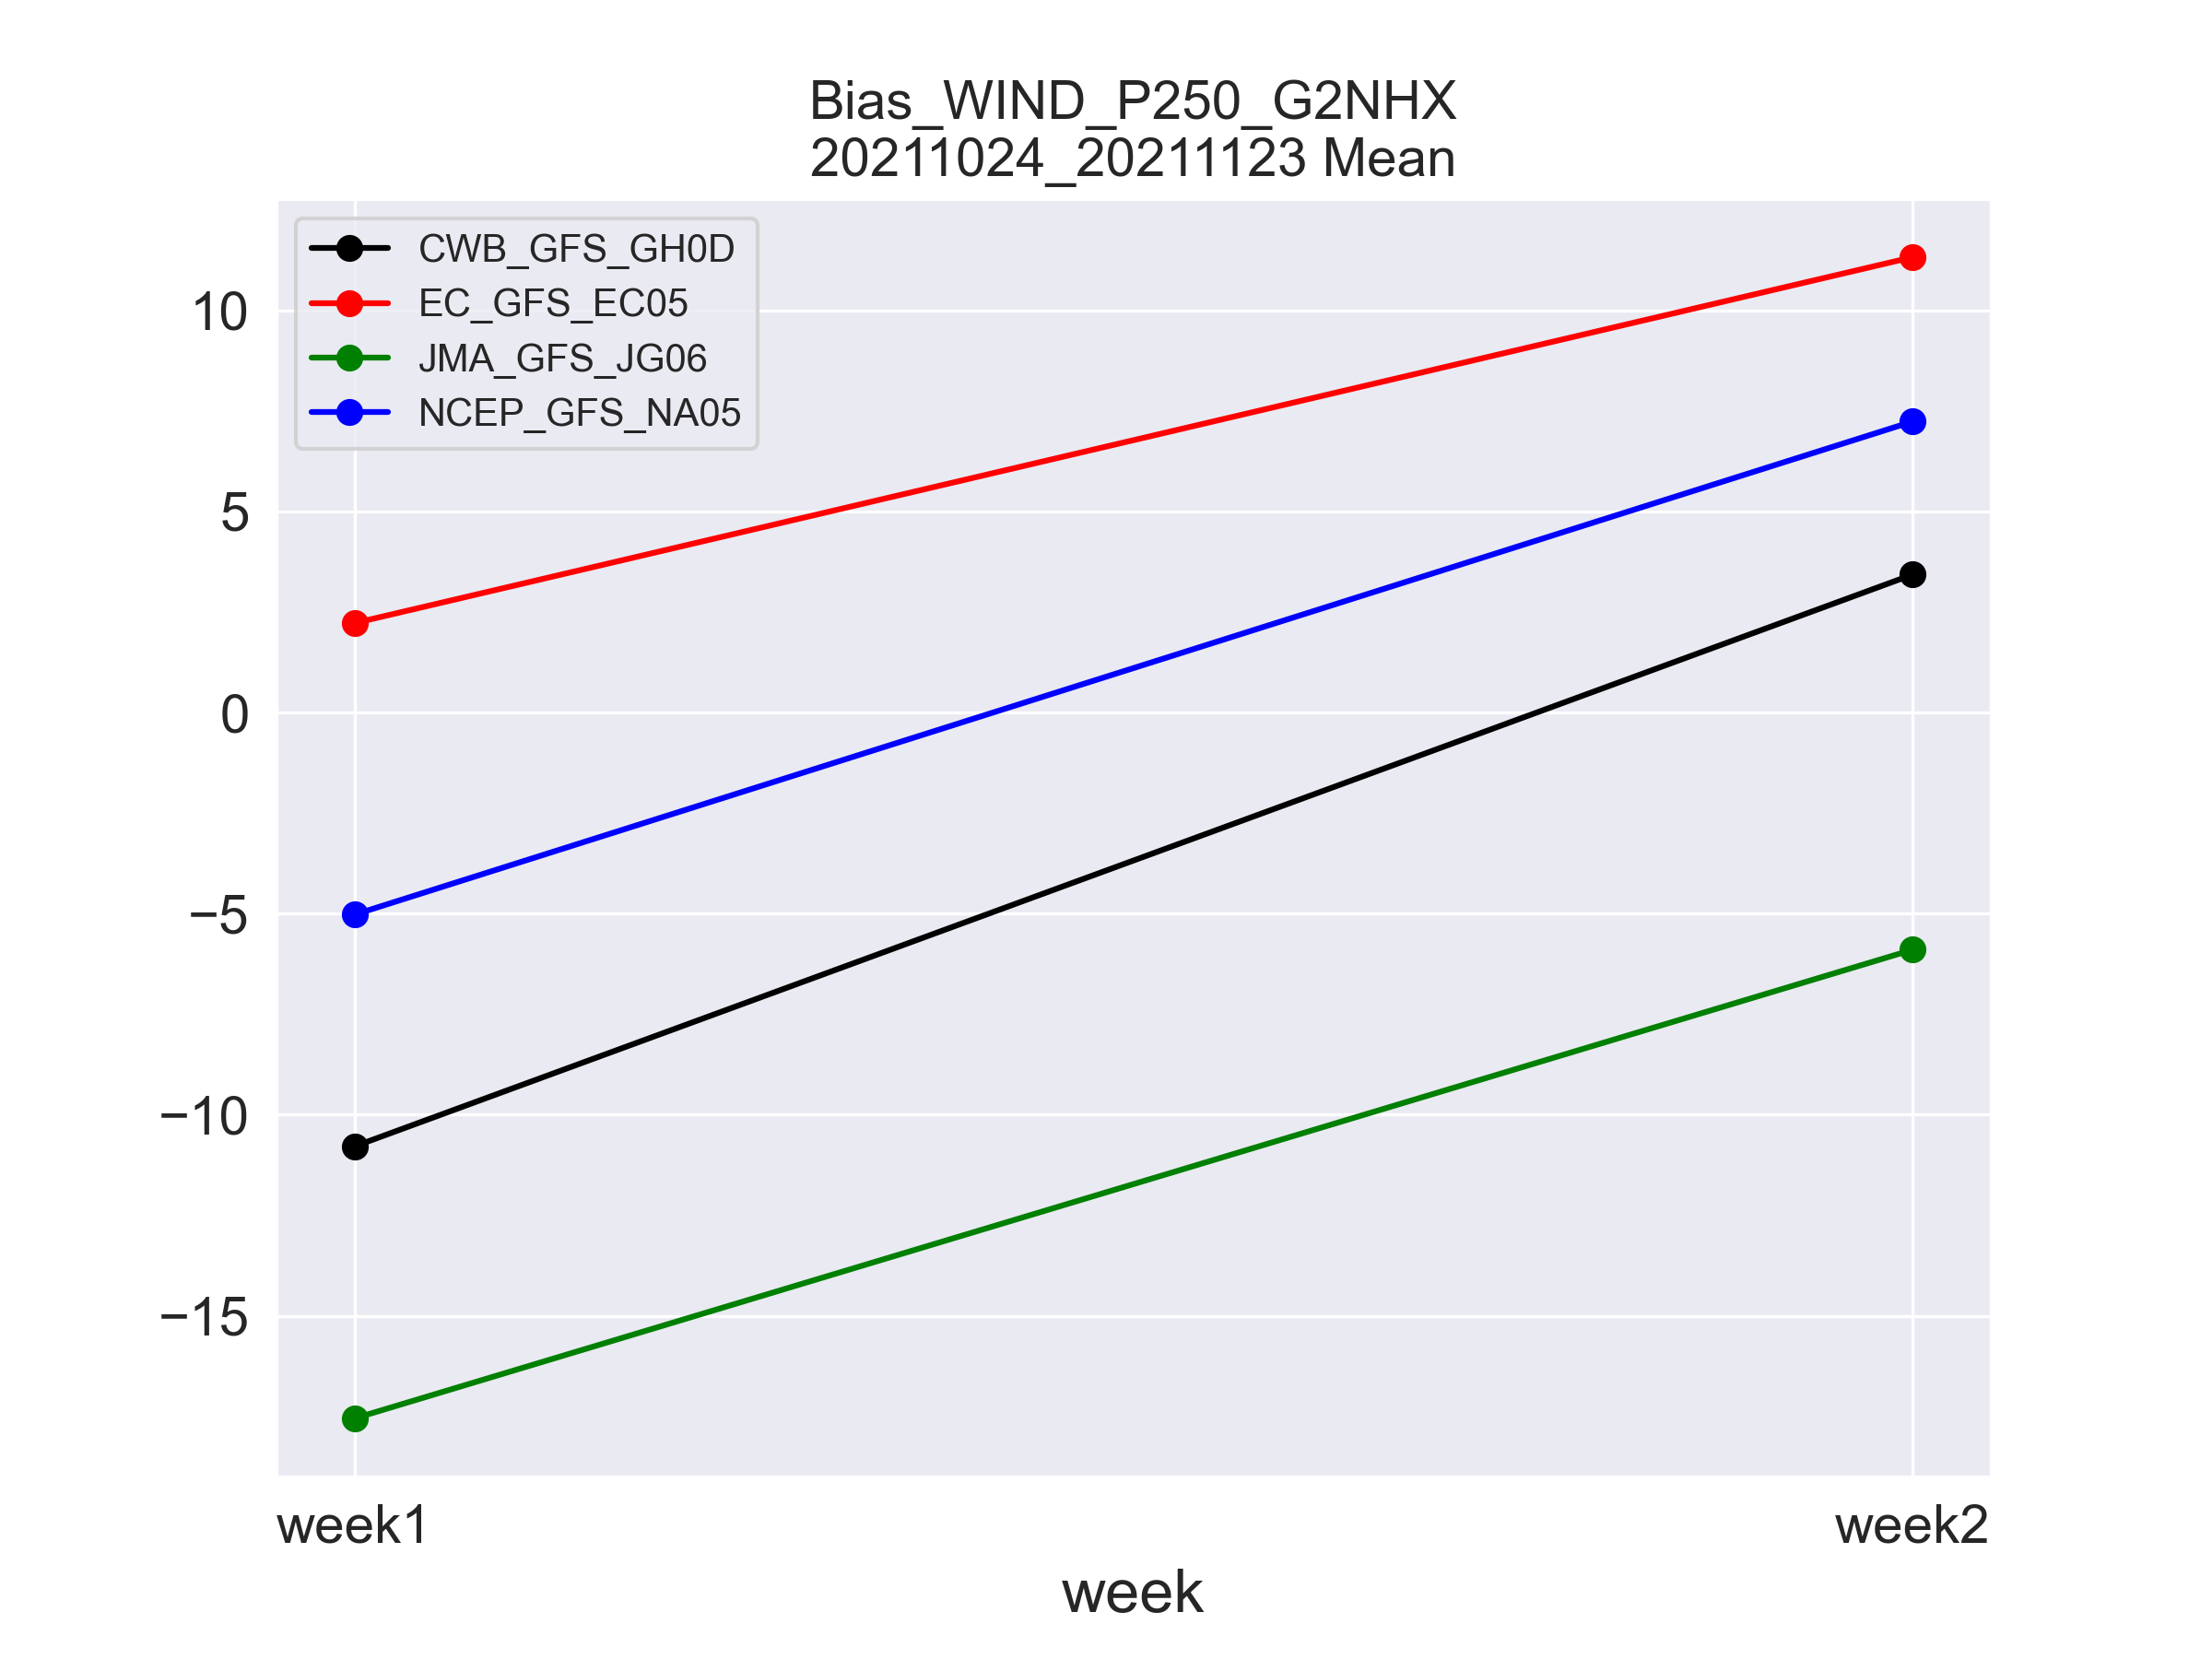 Bias_WIND_P250_G2NHX
20211024_20211123 Mean
CWB_GFS_GH0D
EC_GFS_EC05
JMA_GFS_JG06
NCEP_GFS_NA05
10
5
0
−5
−10
−15
week1
week2
week